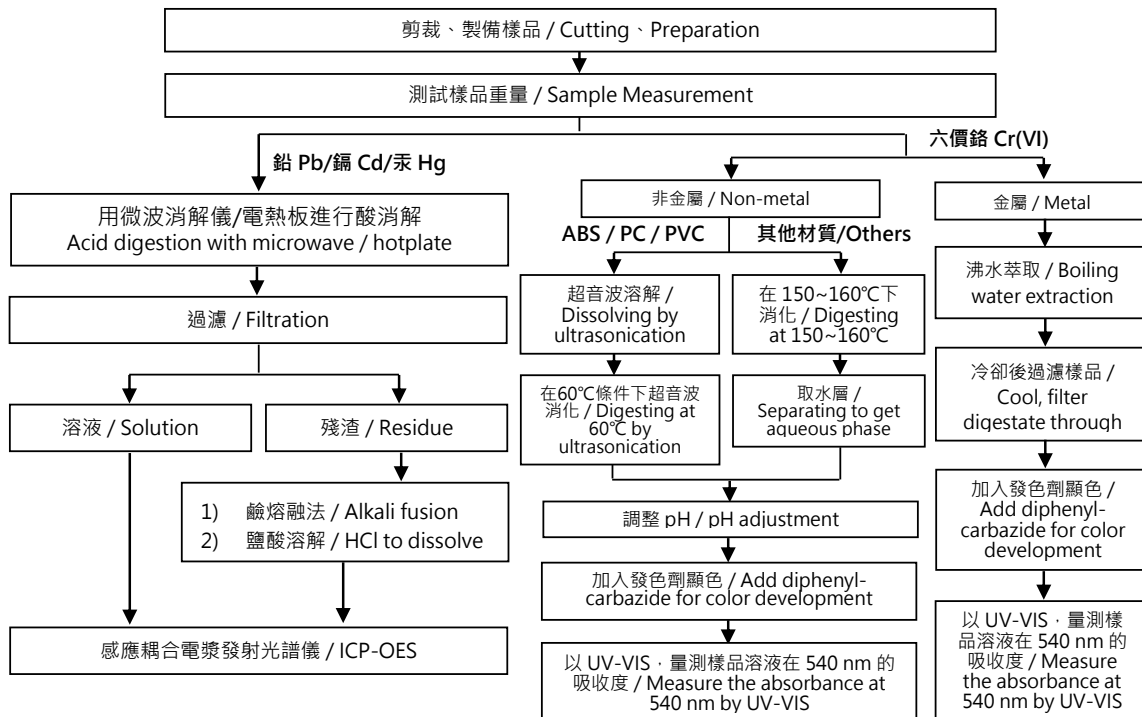 剪裁、製備樣品 / Cutting、Preparation
測試樣品重量 / Sample Measurement
鉛 Pb/鎘 Cd/汞 Hg
六價鉻 Cr(VI)
用微波消解儀/電熱板進行酸消解
Acid digestion with microwave / hotplate
過濾 / Filtration
溶液 / Solution
殘渣 / Residue
1) 鹼熔融法 / Alkali fusion
2) 鹽酸溶解 / HCl to dissolve
感應耦合電漿發射光譜儀 / ICP-OES
非金屬 / Non-metal
ABS / PC / PVC
其他材質/Others
超音波溶解 /
Dissolving by
ultrasonication
在60℃條件下超音波
消化 / Digesting at
60℃ by
ultrasonication
在 150~160℃下
消化 / Digesting
at 150~160℃
取水層 /
Separating to get
aqueous phase
調整 pH / pH adjustment
加入發色劑顯色 / Add diphenyl-
carbazide for color development
以 UV-VIS，量測樣品溶液在 540 nm 的
吸收度 / Measure the absorbance at
540 nm by UV-VIS
金屬 / Metal
沸水萃取 / Boiling
water extraction
冷卻後過濾樣品 /
Cool, filter
digestate through
加入發色劑顯色 /
Add diphenyl-
carbazide for color
development
以 UV-VIS，量測樣
品溶液在 540 nm 的
吸收度 / Measure
the absorbance at
540 nm by UV-VIS